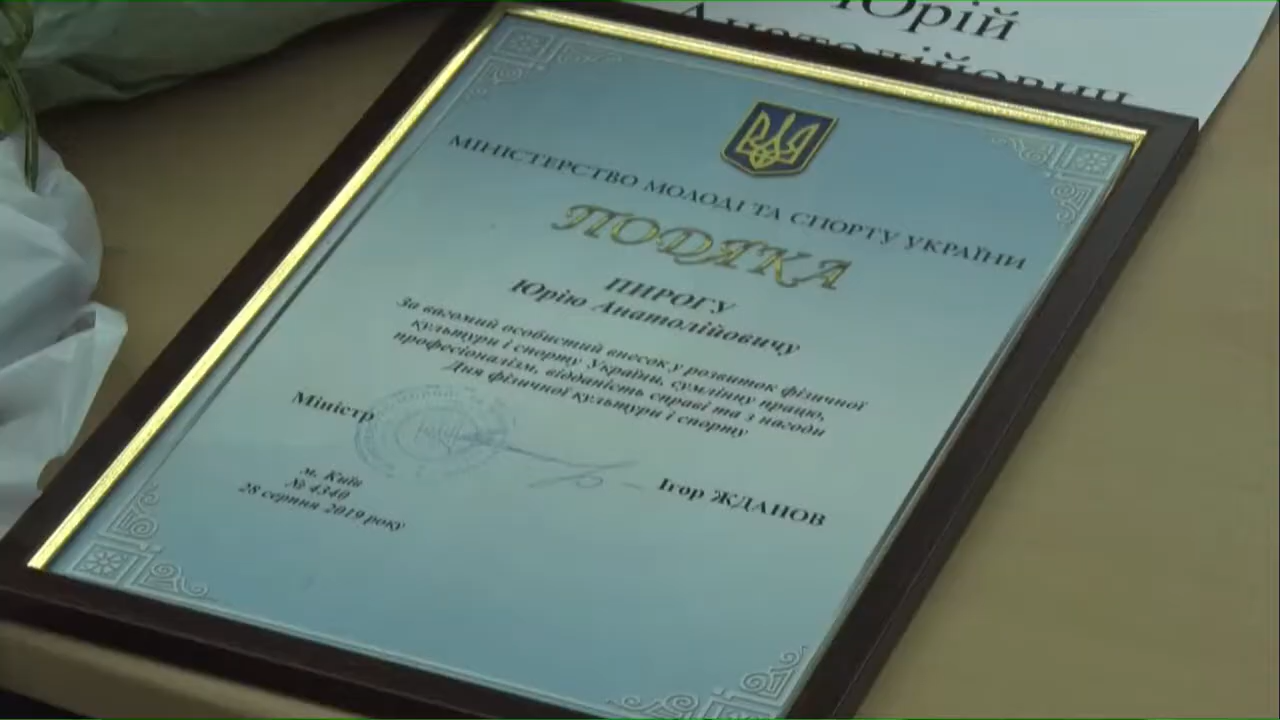 Юрій
Анатолійович
МІНІСТЕРСТВО МОЛОДІ ТА СПОРТУ УКРАЇНИ
ПОДЯКА
ПИРОГУ
Юрію Анатолійовичу
За вагомий особистий внесок у розвиток фізичної
культури і спорту України, сумлінну працю,
професіоналізм, відданість справі та з нагоди
Дня фізичної культури і спорту
Міністр
Ігор ЖДАНОВ
м. Київ
№ 4340
28 серпня 2019 року